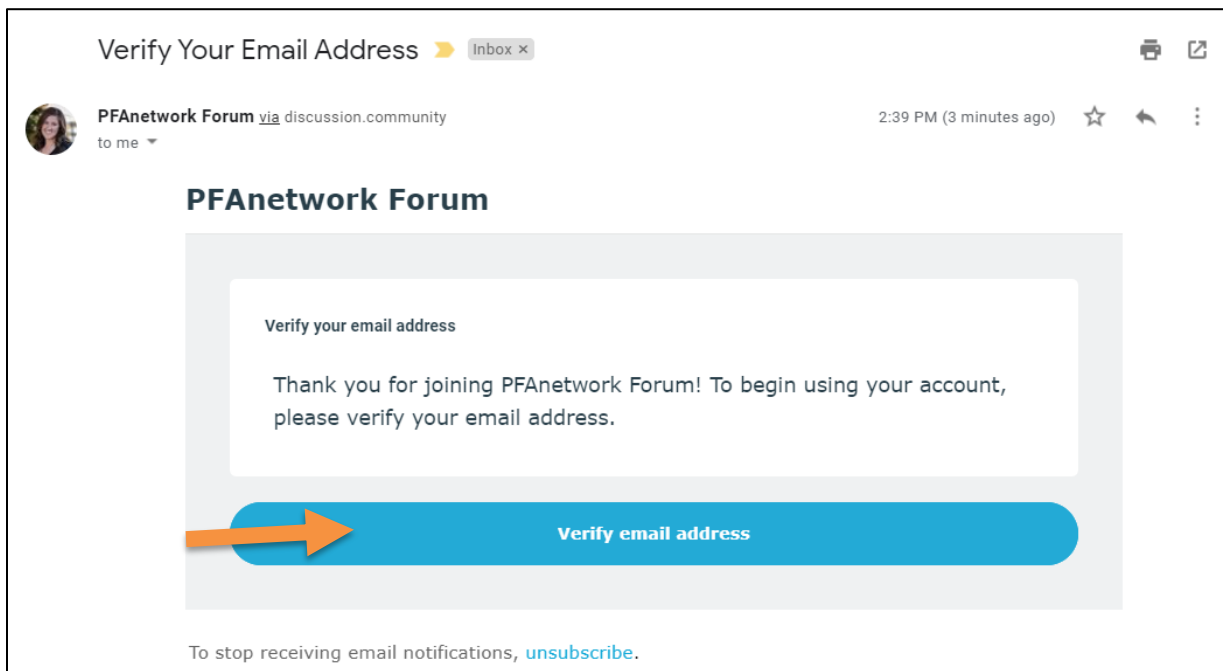 Verify Your Email Address Inbox ×
PFAnetwork Forum via discussion.community 2:39 PM (3 minutes ago)
to me
PFAnetwork Forum
Verify your email address
Thank you for joining PFAnetwork Forum! To begin using your account,
please verify your email address.
Verify email address
To stop receiving email notifications, unsubscribe.